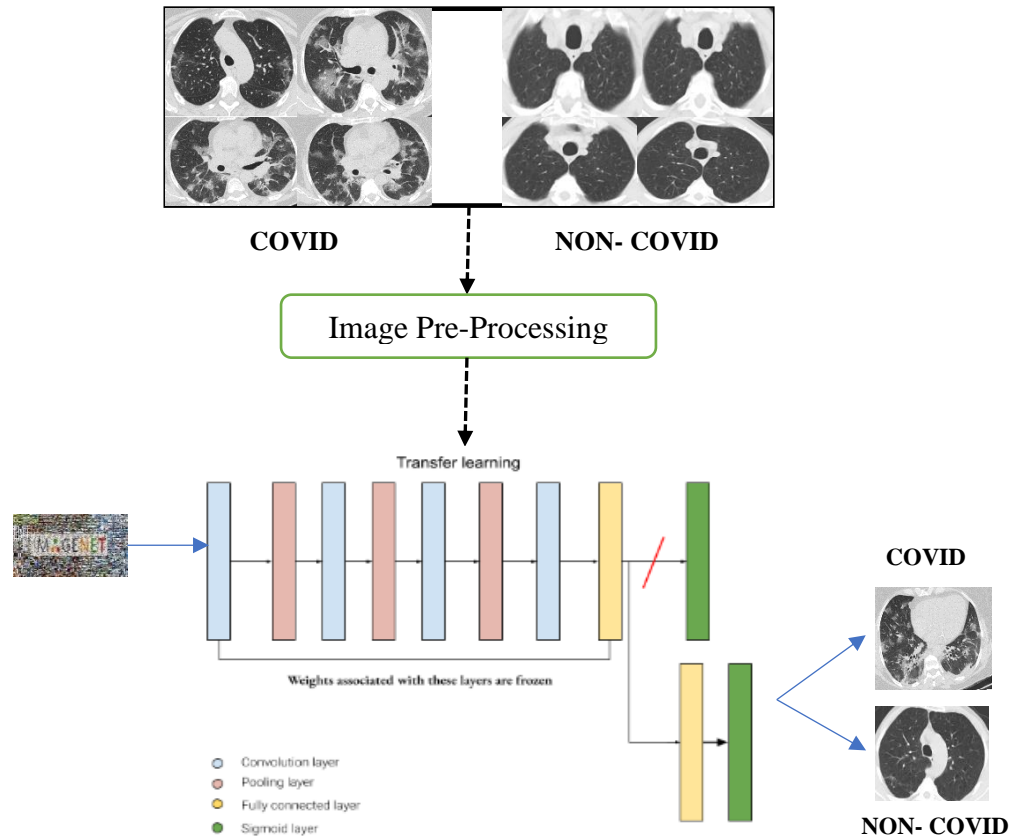 COVID
NON- COVID
Image Pre-Processing
Transfer learning
IMAGENET
COVID
Weights associated with these layers are frozen
Convolution layer
Pooling layer
Fully connected layer
Sigmoid layer
NON- COVID